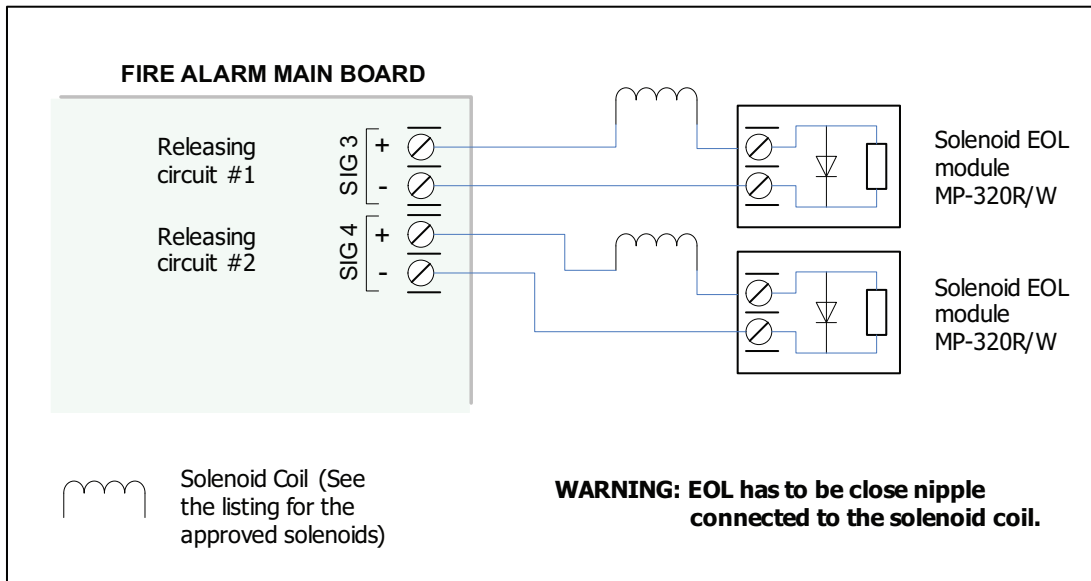 FIRE ALARM MAIN BOARD
Releasing
circuit #1
SIG 3
+
-
Releasing
circuit #2
SIG 4
+
-
Solenoid EOL
module
MP-320R/W
Solenoid EOL
module
MP-320R/W
Solenoid Coil (See
the listing for the
approved solenoids)
WARNING: EOL has to be close nipple
connected to the solenoid coil.